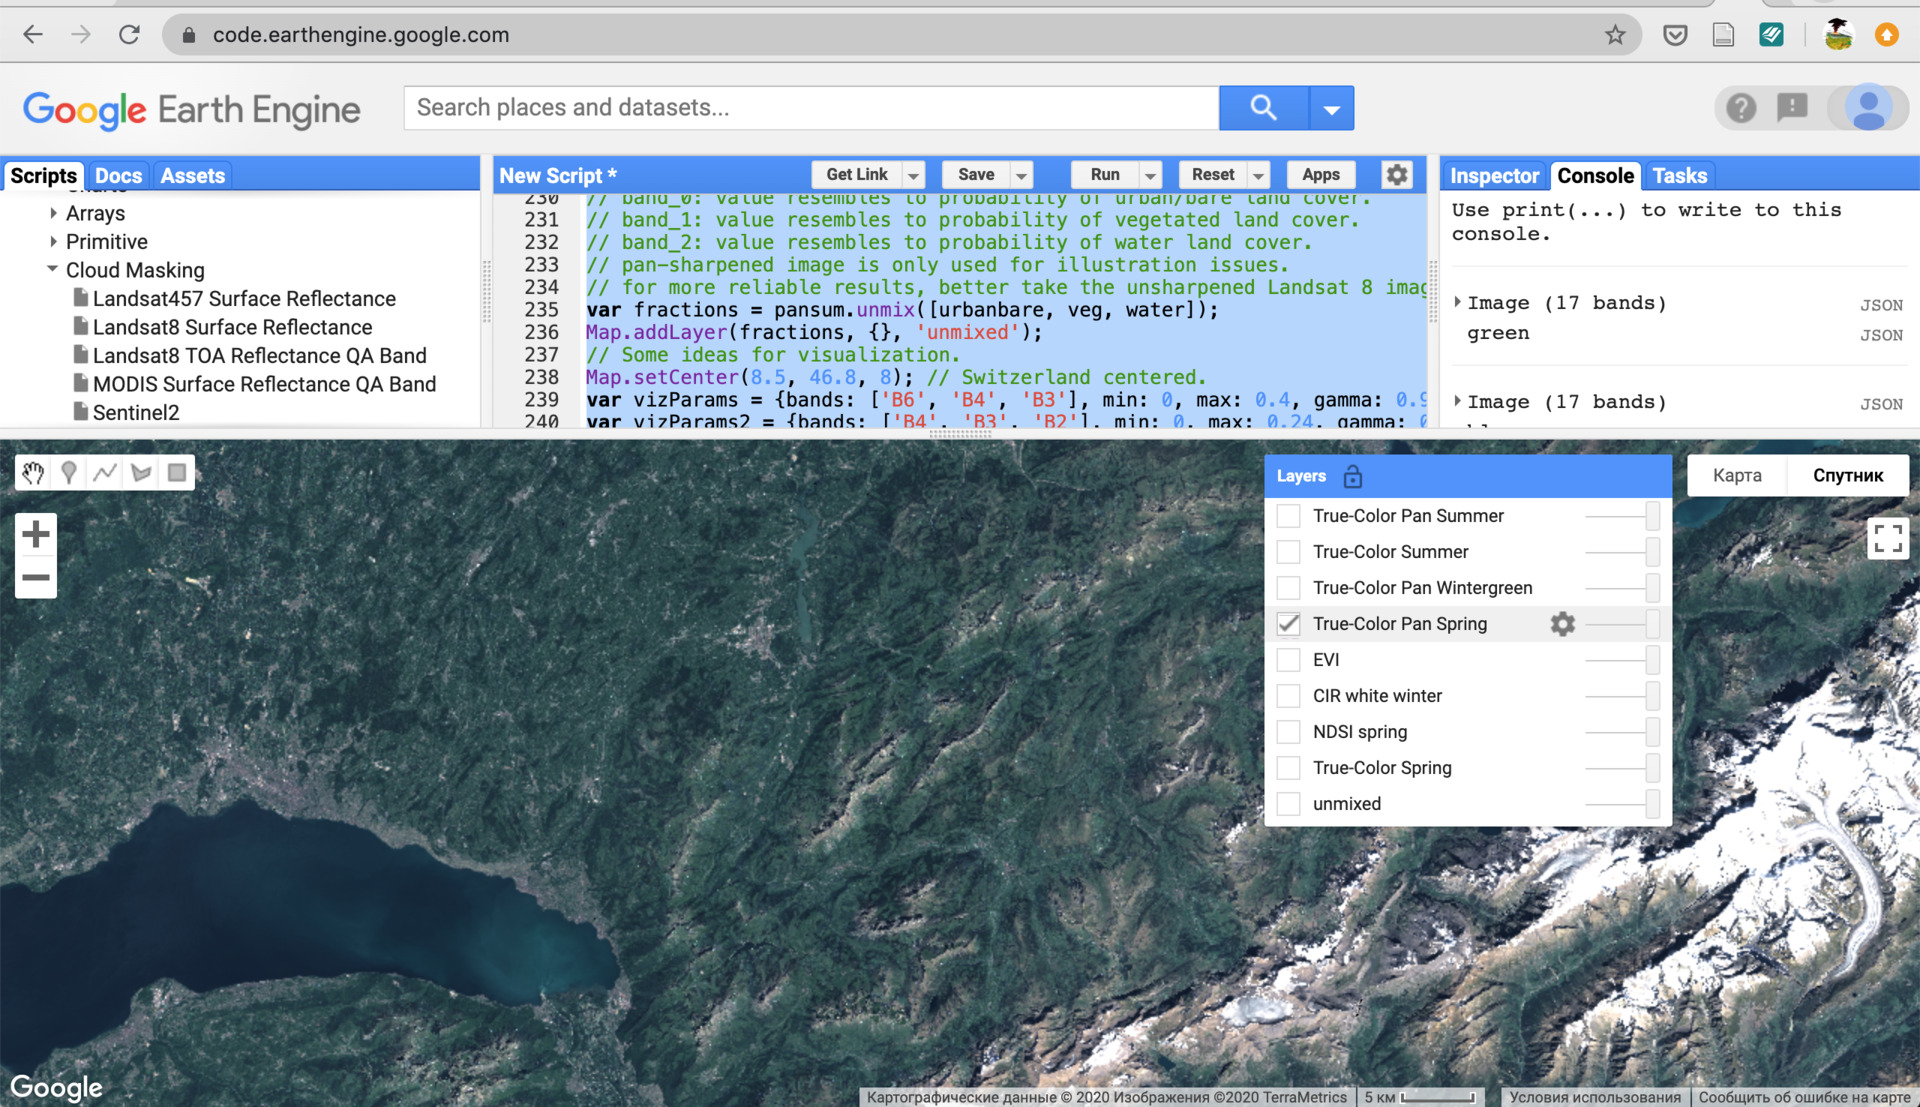 code.earthengine.google.com
Google Earth Engine
Search places and datasets...
Scripts Docs Assets
New Script *
Get Link Save Run Reset Apps
Inspector Console Tasks
Charts
Arrays
Primitive
Cloud Masking
Landsat457 Surface Reflectance
Landsat8 Surface Reflectance
Landsat8 TOA Reflectance QA Band
MODIS Surface Reflectance QA Band
Sentinel2
230 // band_0: value resembles to probability of urban/bare land cover.
231 // band_1: value resembles to probability of vegetated land cover.
232 // band_2: value resembles to probability of water land cover.
233 // pan-sharpened image is only used for illustration issues.
234 // for more reliable results, better take the unsharpened Landsat 8 imag
235 var fractions = pansum.unmix([urbanbare, veg, water]);
236 Map.addLayer(fractions, {}, 'unmixed');
237 // Some ideas for visualization.
238 Map.setCenter(8.5, 46.8, 8); // Switzerland centered.
239 var vizParams = {bands: ['B6', 'B4', 'B3'], min: 0, max: 0.4, gamma: 0.9
240 var vizParams2 = {bands: ['B4', 'B3', 'B2'], min: 0, max: 0.24, gamma: 0
Use print(...) to write to this
console.
Image (17 bands) JSON
green JSON
Image (17 bands) JSON
Layers
True-Color Pan Summer
True-Color Summer
True-Color Pan Wintergreen
True-Color Pan Spring
EVI
CIR white winter
NDSI spring
True-Color Spring
unmixed
Карта Спутник
Google
Картографические данные © 2020 Изображения ©2020 TerraMetrics
5 км
Условия использования
Сообщить об ошибке на карте